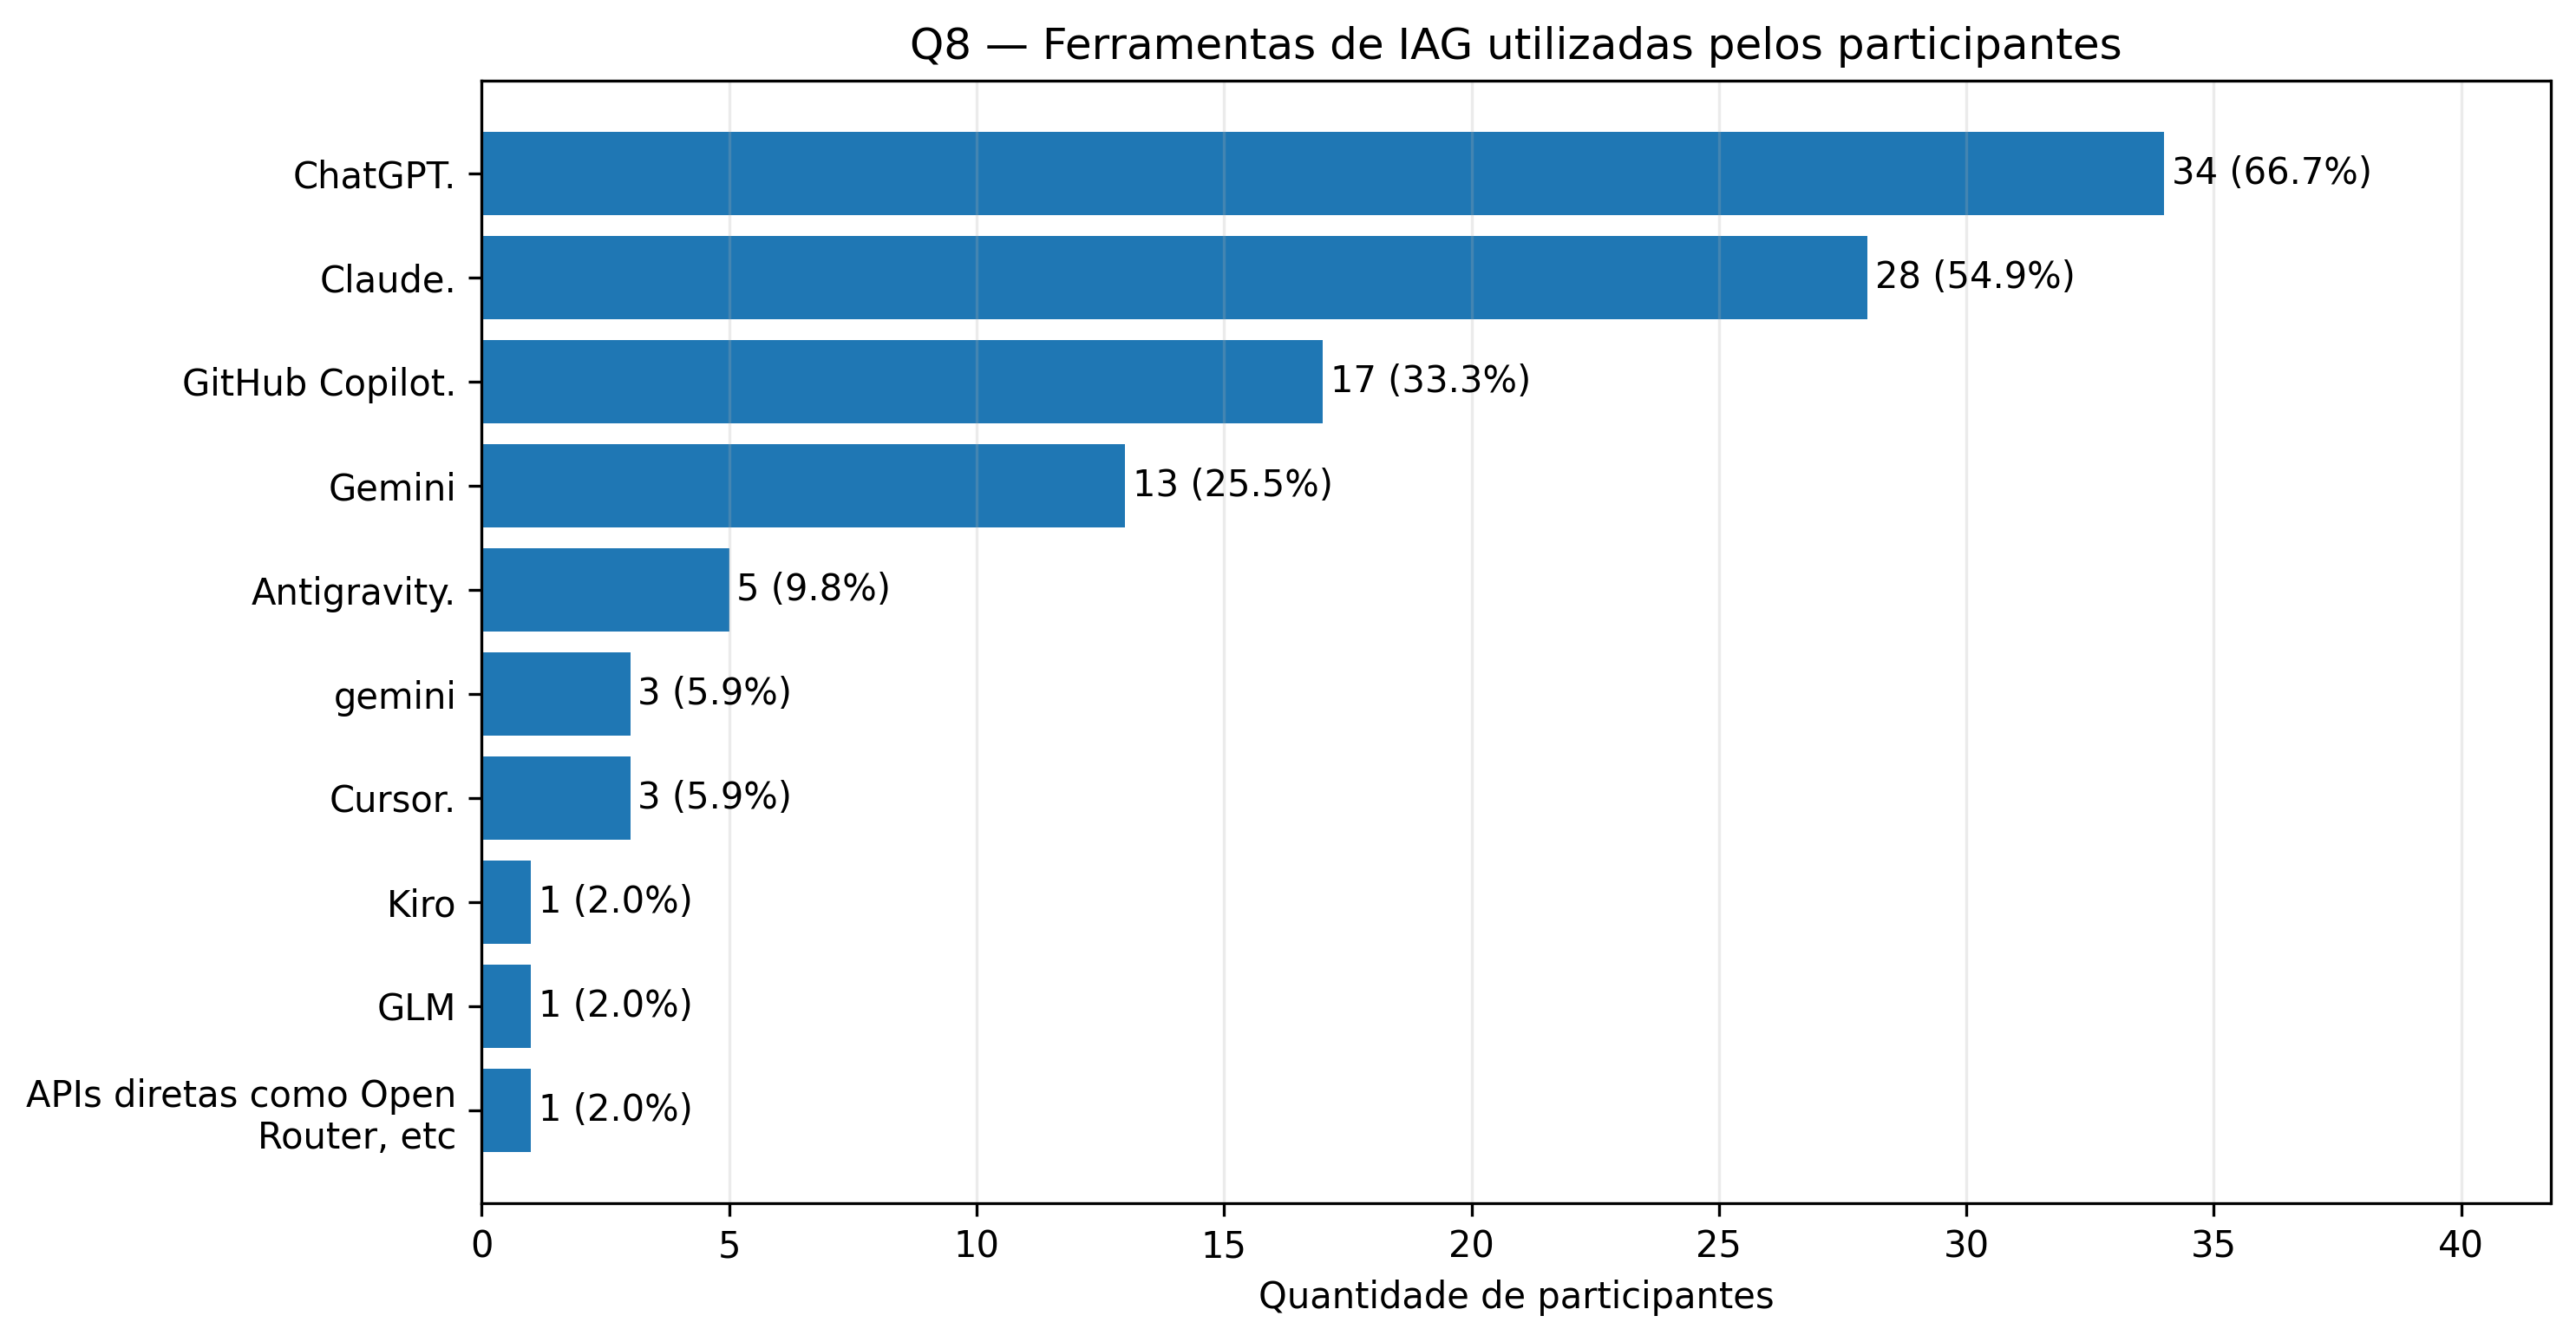 Q8 — Ferramentas de IAG utilizadas pelos participantes
ChatGPT.
34 (66.7%)
Claude.
28 (54.9%)
GitHub Copilot.
17 (33.3%)
Gemini
13 (25.5%)
Antigravity.
5 (9.8%)
gemini
3 (5.9%)
Cursor.
3 (5.9%)
Kiro
1 (2.0%)
GLM
1 (2.0%)
APIs diretas como Open
Router, etc
1 (2.0%)
0 5 10 15 20 25 30 35 40
Quantidade de participantes